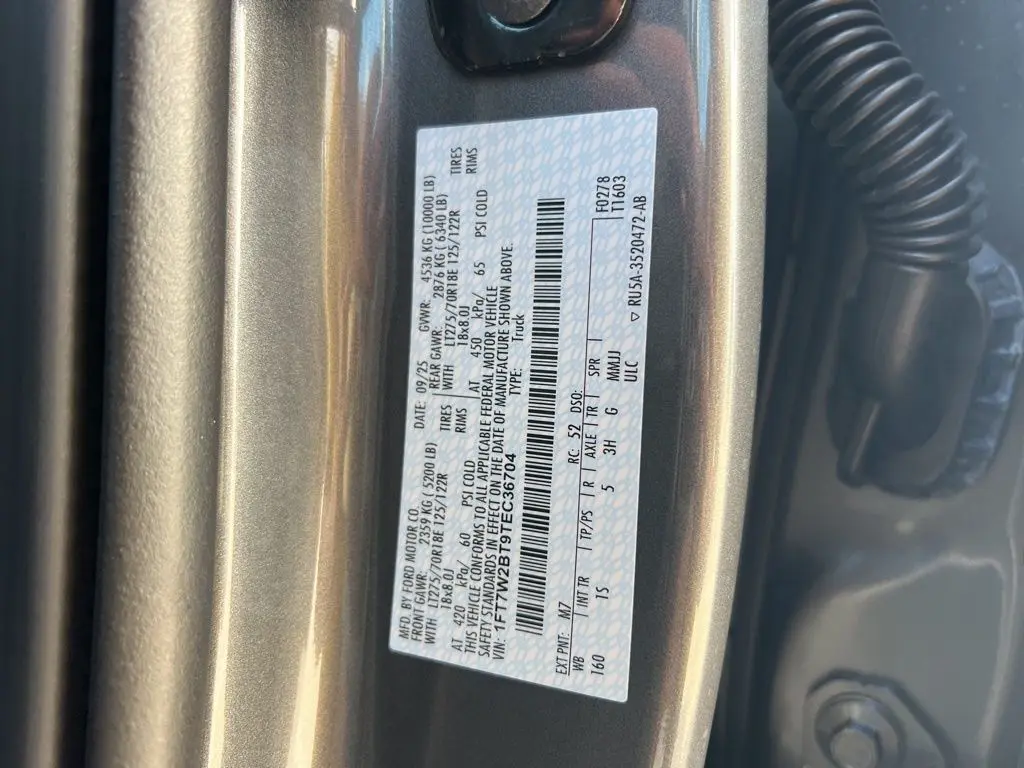 MFD BY FORD MOTOR CO.
DATE: 09/25 GVWR: 4536 KG (10000 LB)
FRONT GAWR: 2359 KG (5200 LB)
REAR GAWR: 2876 KG (6340 LB)
WITH LT275/70R18E 125/122R TIRES
WITH LT275/70R18E 125/122R TIRES
18x8.0J RIMS
18x8.0J RIMS
AT 420 kPa/ 60 PSI COLD
AT 450 kPa/ 65 PSI COLD
THIS VEHICLE CONFORMS TO ALL APPLICABLE FEDERAL MOTOR VEHICLE
SAFETY STANDARDS IN EFFECT ON THE DATE OF MANUFACTURE SHOWN ABOVE.
VIN: 1FT7W2BT9TEC36704
TYPE: Truck
EXT PNT: M7 RC: 52 DSO: F0278
WB INT TR TP/PS R AXLE TR SPR T1603
160 TS 5 3H G MMJJ
ULC
▽ RU5A-3520472-AB